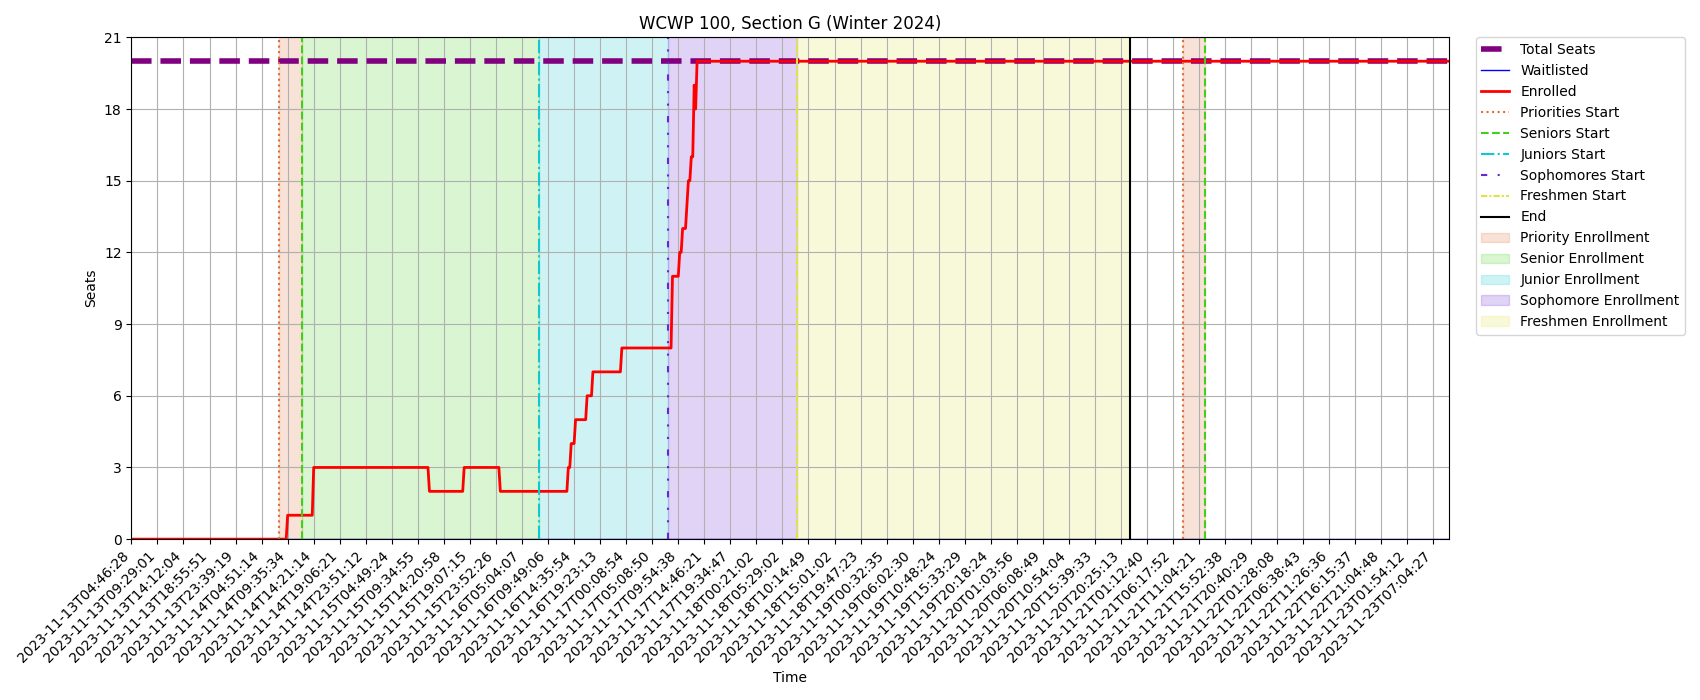 WCWP 100, Section G (Winter 2024)
21
18
15
12
9
6
3
0
Seats
2023-11-13T04:46:28
2023-11-13T09:29:01
2023-11-13T14:12:04
2023-11-13T18:55:51
2023-11-13T23:39:19
2023-11-14T04:51:14
2023-11-14T09:35:34
2023-11-14T14:21:14
2023-11-14T19:06:21
2023-11-14T23:51:12
2023-11-15T04:49:24
2023-11-15T09:34:55
2023-11-15T14:20:58
2023-11-15T19:07:15
2023-11-15T23:52:26
2023-11-16T05:04:07
2023-11-16T09:49:06
2023-11-16T14:35:54
2023-11-16T19:23:13
2023-11-17T00:08:54
2023-11-17T05:08:50
2023-11-17T09:54:38
2023-11-17T14:46:21
2023-11-17T19:34:47
2023-11-18T00:21:02
2023-11-18T05:29:02
2023-11-18T10:14:49
2023-11-18T15:01:02
2023-11-18T19:47:23
2023-11-19T00:32:35
2023-11-19T06:02:30
2023-11-19T10:48:24
2023-11-19T15:33:29
2023-11-19T20:18:24
2023-11-20T01:03:56
2023-11-20T06:08:49
2023-11-20T10:54:04
2023-11-20T15:39:33
2023-11-20T20:25:13
2023-11-21T01:12:40
2023-11-21T06:17:52
2023-11-21T11:04:21
2023-11-21T15:52:38
2023-11-21T20:40:29
2023-11-22T01:28:08
2023-11-22T06:38:43
2023-11-22T11:26:36
2023-11-22T16:15:37
2023-11-22T21:04:48
2023-11-23T01:54:12
2023-11-23T07:04:27
Time
Total Seats
Waitlisted
Enrolled
Priorities Start
Seniors Start
Juniors Start
Sophomores Start
Freshmen Start
End
Priority Enrollment
Senior Enrollment
Junior Enrollment
Sophomore Enrollment
Freshmen Enrollment